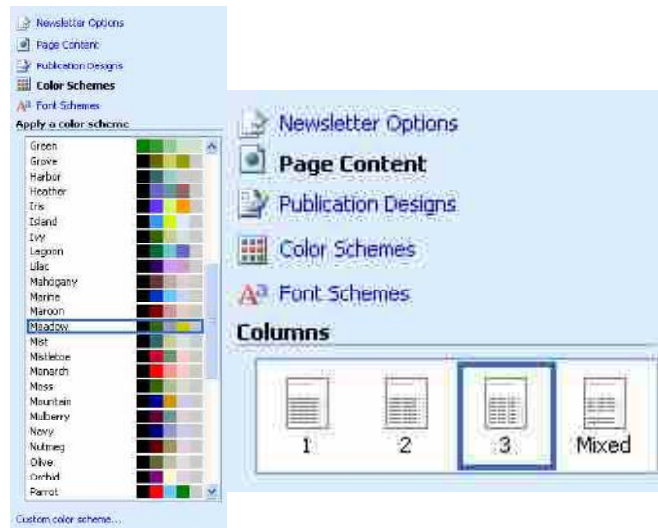 Newsletter Options
Page Content
Publication Designs
Color Schemes
Font Schemes
Apply a color scheme
Green
Grove
Harbor
Heather
Iris
Island
Ivy
Lagoon
Lilac
Mahogany
Marine
Maroon
Meadow
Mist
Mistletoe
Monarch
Moss
Mountain
Mulberry
Navy
Nutmeg
Olive
Orchid
Parrot
Custom color scheme...
Newsletter Options
Page Content
Publication Designs
Color Schemes
Font Schemes
Columns
1 2 3 Mixed